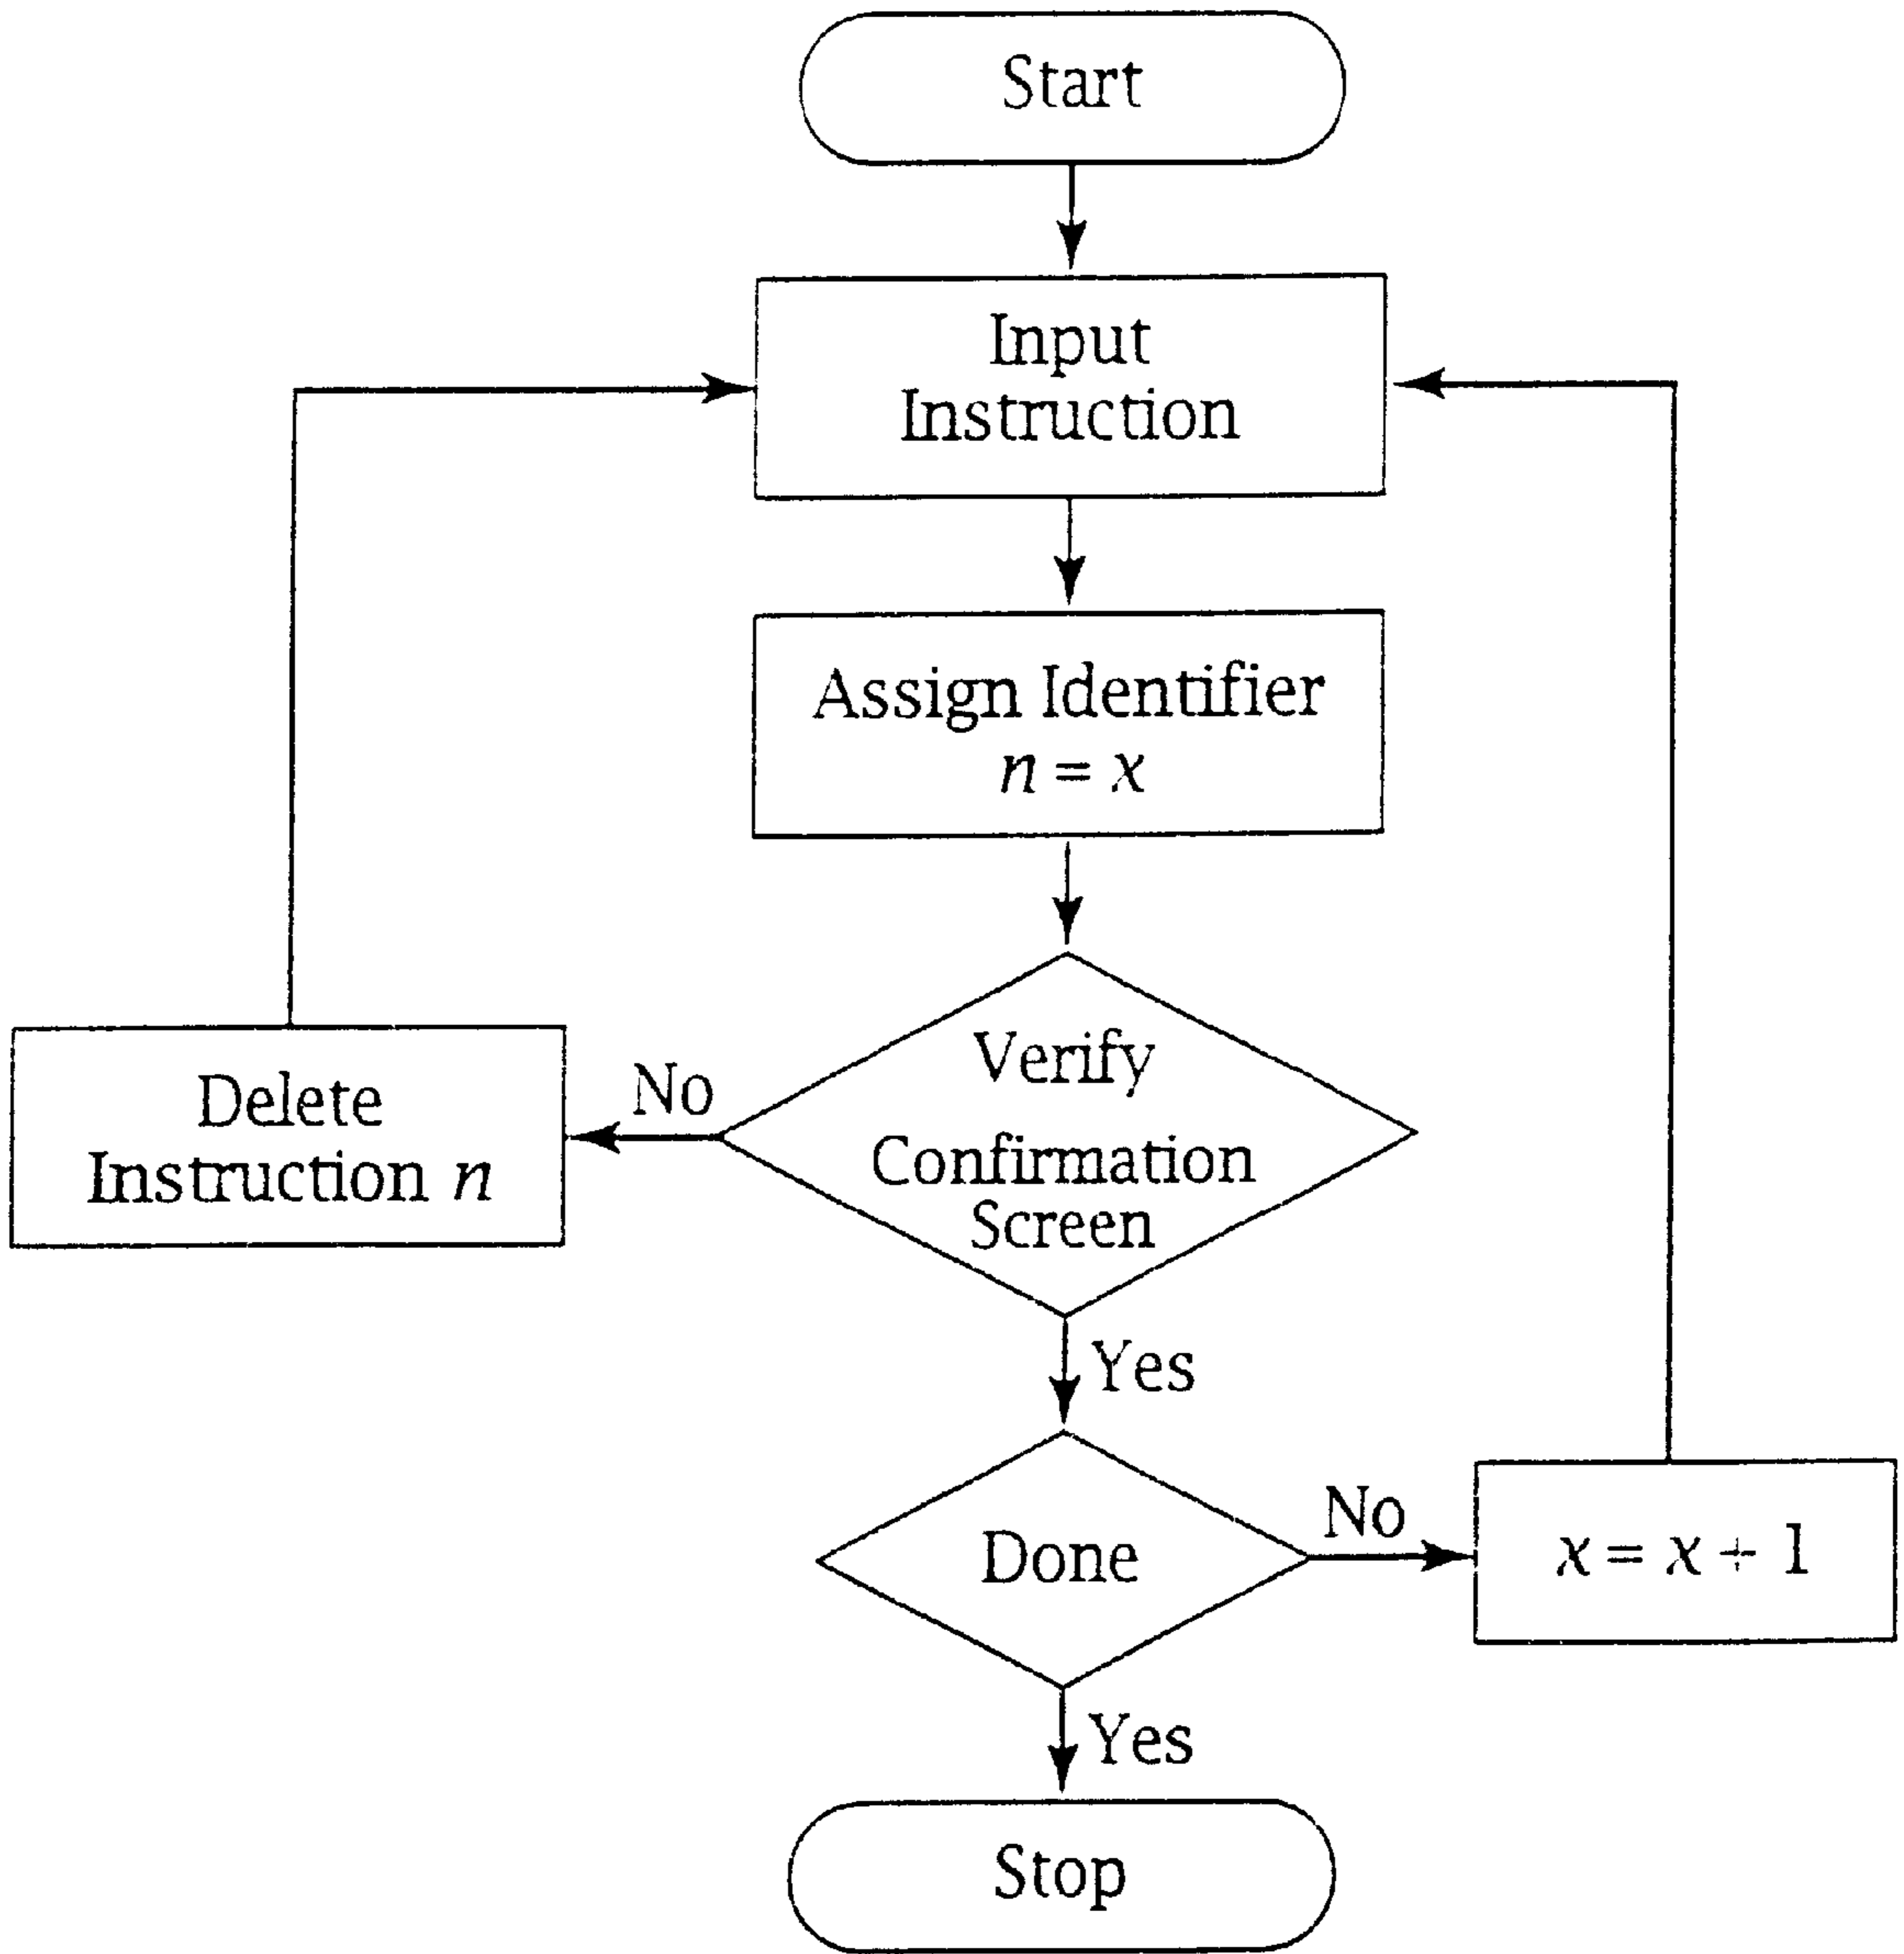 Start
Input
Instruction
Assign Identifier
n = x
Verify
Confirmation
Screen
No
Delete
Instruction n
Yes
Done
No
x = x + 1
Yes
Stop